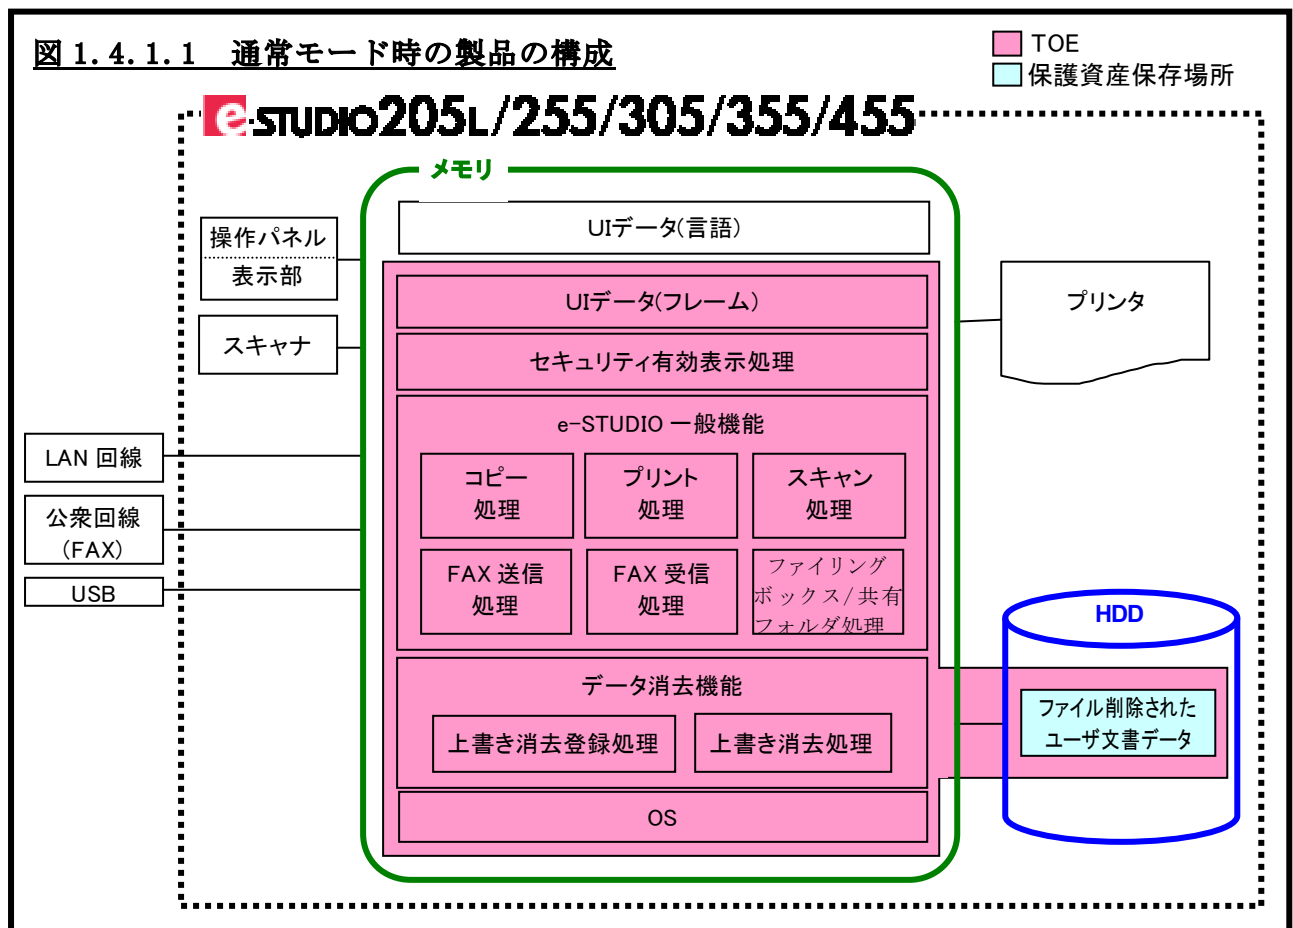 図1.4.1.1 通常モード時の製品の構成
TOE
保護資産保存場所
e-STUDIO205L/255/305/355/455
メモリ
UIデータ(言語)
操作パネル
表示部
UIデータ(フレーム)
プリンタ
スキャナ
セキュリティ有効表示処理
e-STUDIO 一般機能
LAN 回線
コピー
処理
プリント
処理
スキャン
処理
公衆回線
(FAX)
FAX 送信
処理
FAX 受信
処理
ファイリング
ボックス/共有
フォルダ処理
USB
HDD
データ消去機能
ファイル削除された
ユーザ文書データ
上書き消去登録処理
上書き消去処理
OS